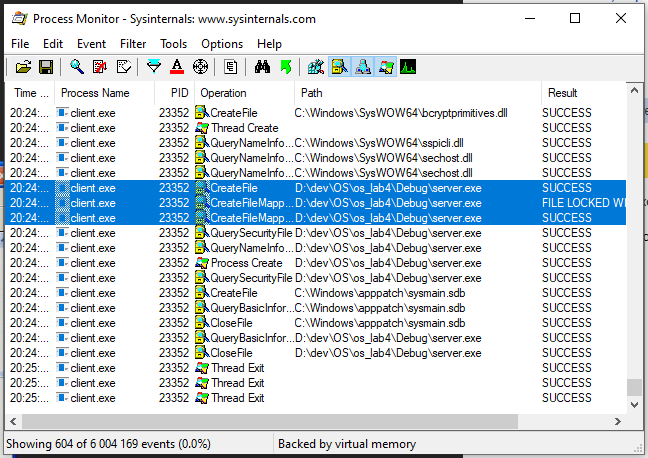 Process Monitor - Sysinternals: www.sysinternals.com
File Edit Event Filter Tools Options Help
Time ... Process Name PID Operation Path Result
20:24:... client.exe 23352 CreateFile C:\Windows\SysWOW64\bcryptprimitives.dll SUCCESS
20:24:... client.exe 23352 Thread Create SUCCESS
20:24:... client.exe 23352 QueryNameInfo... C:\Windows\SysWOW64\sspicli.dll SUCCESS
20:24:... client.exe 23352 QueryNameInfo... C:\Windows\SysWOW64\sechost.dll SUCCESS
20:24:... client.exe 23352 QueryNameInfo... C:\Windows\SysWOW64\sechost.dll SUCCESS
20:24:... client.exe 23352 CreateFile D:\dev\OS\os_lab4\Debug\server.exe SUCCESS
20:24:... client.exe 23352 CreateFileMapp... D:\dev\OS\os_lab4\Debug\server.exe FILE LOCKED WI
20:24:... client.exe 23352 CreateFileMapp... D:\dev\OS\os_lab4\Debug\server.exe SUCCESS
20:24:... client.exe 23352 QuerySecurityFile D:\dev\OS\os_lab4\Debug\server.exe SUCCESS
20:24:... client.exe 23352 QueryNameInfo... D:\dev\OS\os_lab4\Debug\server.exe SUCCESS
20:24:... client.exe 23352 Process Create D:\dev\OS\os_lab4\Debug\server.exe SUCCESS
20:24:... client.exe 23352 QuerySecurityFile D:\dev\OS\os_lab4\Debug\server.exe SUCCESS
20:24:... client.exe 23352 CreateFile C:\Windows\apppatch\sysmain.sdb SUCCESS
20:24:... client.exe 23352 QueryBasicInfor... C:\Windows\apppatch\sysmain.sdb SUCCESS
20:24:... client.exe 23352 CloseFile C:\Windows\apppatch\sysmain.sdb SUCCESS
20:24:... client.exe 23352 QueryBasicInfor... D:\dev\OS\os_lab4\Debug\server.exe SUCCESS
20:24:... client.exe 23352 CloseFile D:\dev\OS\os_lab4\Debug\server.exe SUCCESS
20:25:... client.exe 23352 Thread Exit SUCCESS
20:25:... client.exe 23352 Thread Exit SUCCESS
20:25:... client.exe 23352 Thread Exit SUCCESS
Showing 604 of 6 004 169 events (0.0%) Backed by virtual memory